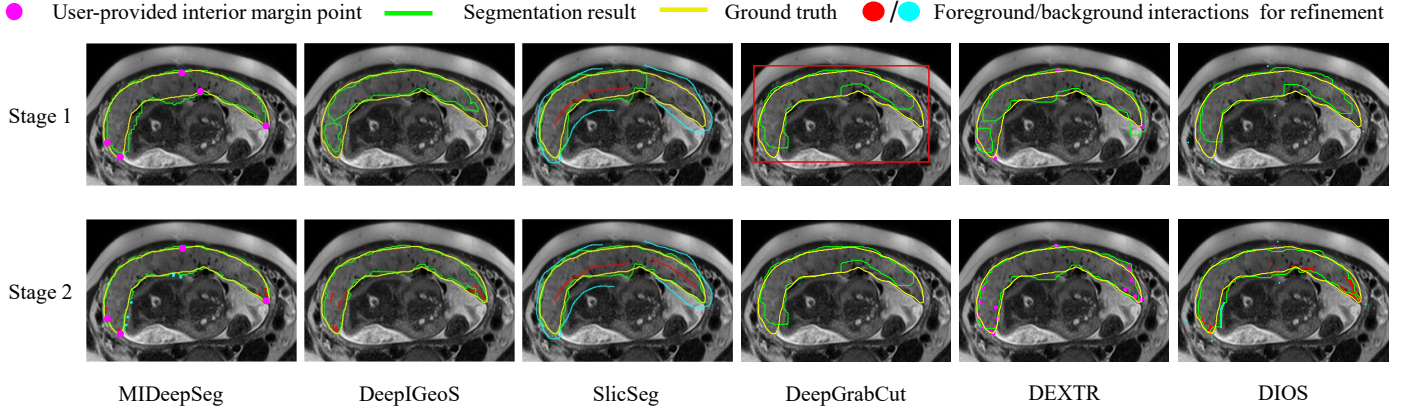 User-provided interior margin point Segmentation result Ground truth / Foreground/background interactions for refinement
Stage 1
Stage 2
MIDeepSeg DeepIGeoS SlicSeg DeepGrabCut DEXTR DIOS